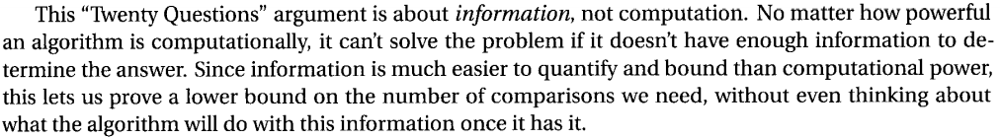 This “Twenty Questions” argument is about information, not computation. No matter how powerful
an algorithm is computationally, it can’t solve the problem if it doesn’t have enough information to de-
termine the answer. Since information is much easier to quantify and bound than computational power,
this lets us prove a lower bound on the number of comparisons we need, without even thinking about
what the algorithm will do with this information once it has it.